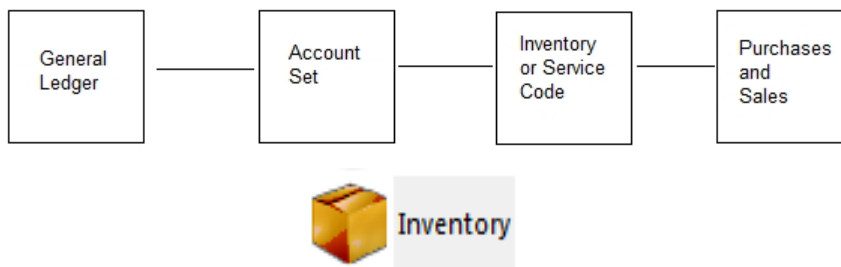 General
Ledger
Account
Set
Inventory
or Service
Code
Purchases
and
Sales
Inventory